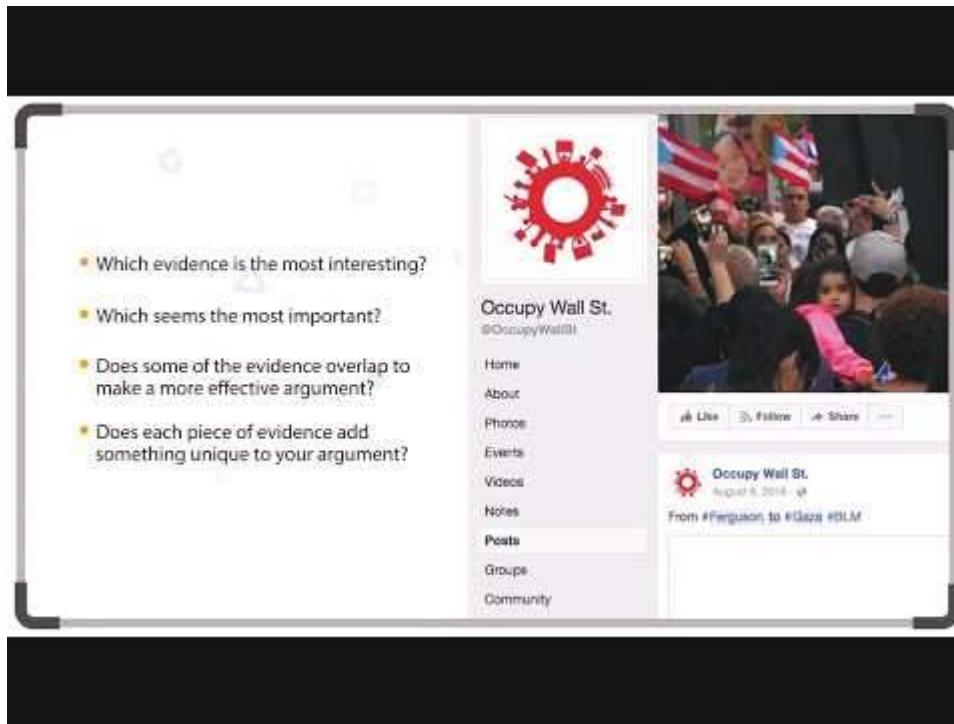 Which evidence is the most interesting?
Which seems the most important?
Does some of the evidence overlap to
make a more effective argument?
Does each piece of evidence add
something unique to your argument?
Occupy Wall St.
@OccupyWallSt
Home
About
Photos
Events
Videos
Notes
Posts
Groups
Community
Like Follow Share
Occupy Wall St.
From #Ferguson to #Gaza #BLM